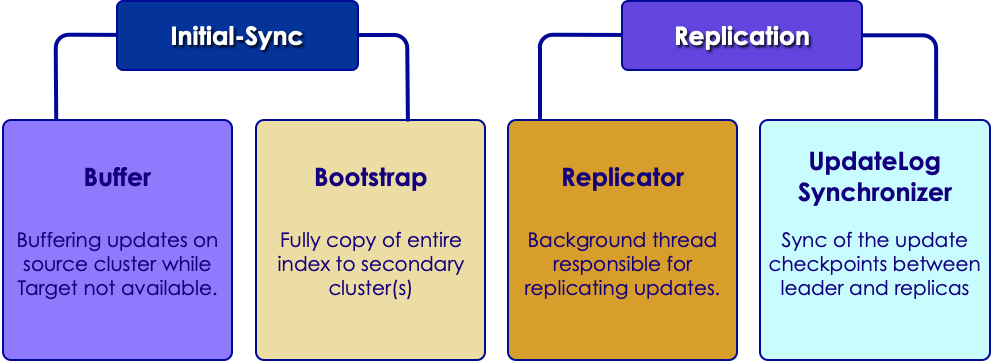 Initial-Sync
Replication
Buffer
Buffering updates on
source cluster while
Target not available.
Bootstrap
Fully copy of entire
index to secondary
cluster(s)
Replicator
Background thread
responsible for
replicating updates.
UpdateLog
Synchronizer
Sync of the update
checkpoints between
leader and replicas